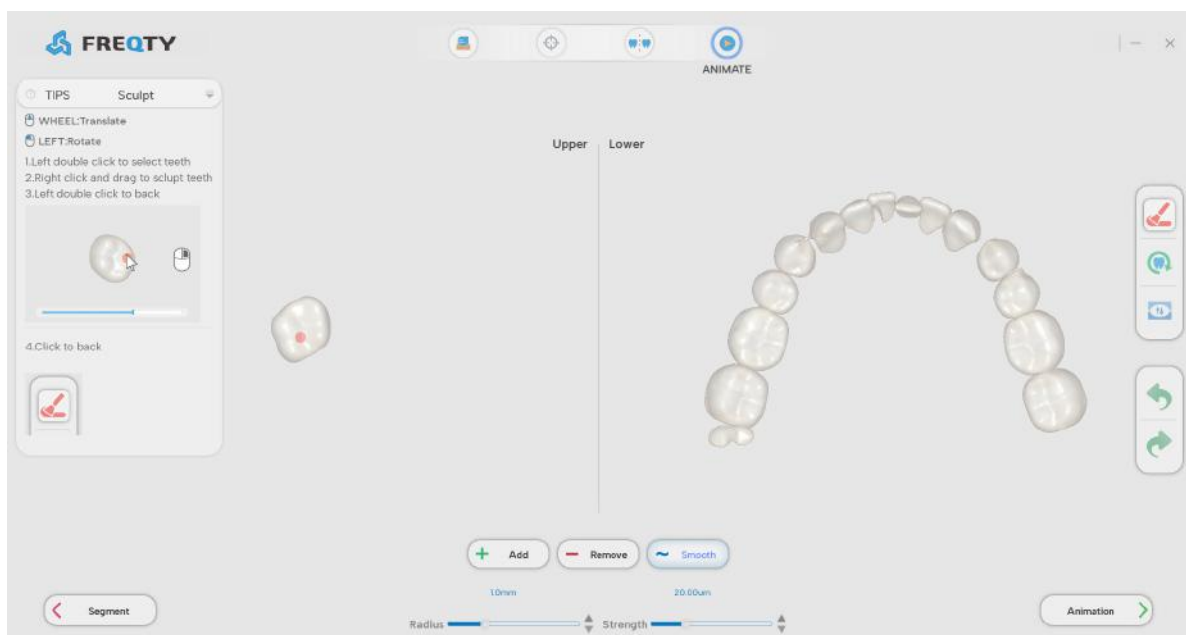 FREQTY
ANIMATE
TIPS Sculpt
WHEEL:Translate
LEFT:Rotate
1.Left double click to select teeth
2.Right click and drag to sclupt teeth
3.Left double click to back
4.Click to back
Upper Lower
Add Remove Smooth
1.0mm 20.00um
Radius Strength
Segment Animation